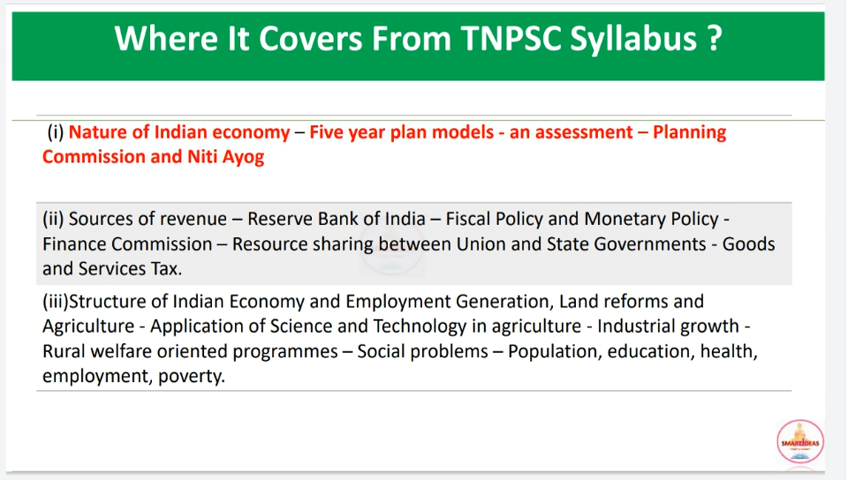 Where It Covers From TNPSC Syllabus ?
(i) Nature of Indian economy – Five year plan models - an assessment – Planning
Commission and Niti Ayog
(ii) Sources of revenue – Reserve Bank of India – Fiscal Policy and Monetary Policy -
Finance Commission – Resource sharing between Union and State Governments - Goods
and Services Tax.
(iii)Structure of Indian Economy and Employment Generation, Land reforms and
Agriculture - Application of Science and Technology in agriculture - Industrial growth -
Rural welfare oriented programmes – Social problems – Population, education, health,
employment, poverty.
SMART IDEAS